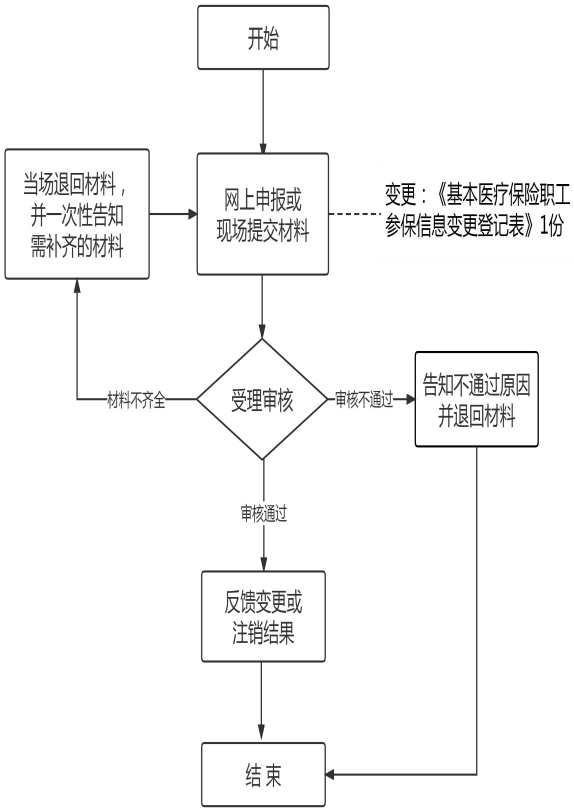 开始
当场退回材料，
并一次性告知
需补齐的材料
网上申报或
现场提交材料
变更：《基本医疗保险职工
参保信息变更登记表》1份
材料不齐全
受理审核
审核不通过
告知不通过原因
并退回材料
审核通过
反馈变更或
注销结果
结 束